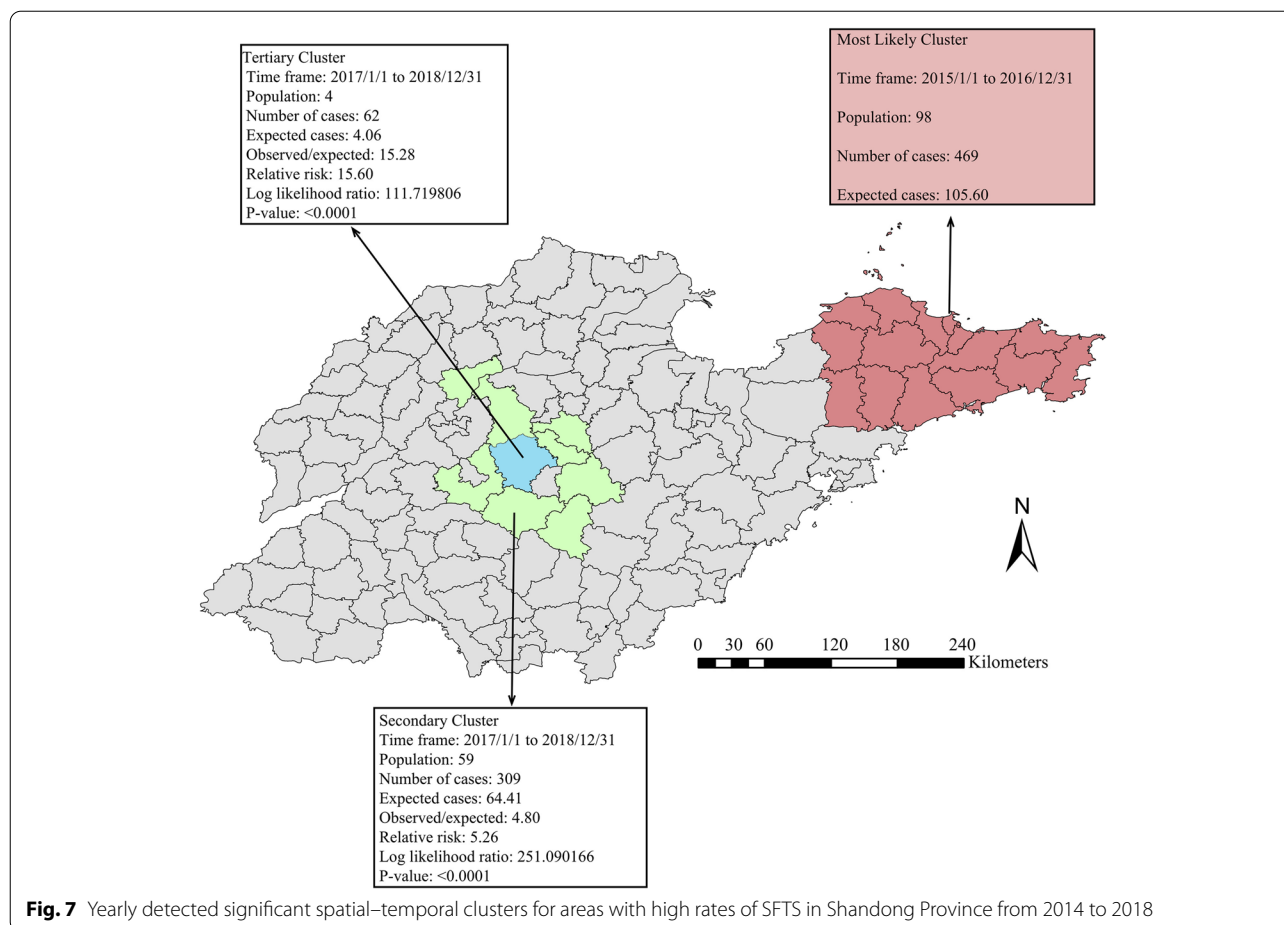 Tertiary Cluster
Time frame: 2017/1/1 to 2018/12/31
Population: 4
Number of cases: 62
Expected cases: 4.06
Observed/expected: 15.28
Relative risk: 15.60
Log likelihood ratio: 111.719806
P-value: <0.0001
Most Likely Cluster
Time frame: 2015/1/1 to 2016/12/31
Population: 98
Number of cases: 469
Expected cases: 105.60
N
0 30 60 120 180 240
Kilometers
Secondary Cluster
Time frame: 2017/1/1 to 2018/12/31
Population: 59
Number of cases: 309
Expected cases: 64.41
Observed/expected: 4.80
Relative risk: 5.26
Log likelihood ratio: 251.090166
P-value: <0.0001
Fig. 7 Yearly detected significant spatial–temporal clusters for areas with high rates of SFTS in Shandong Province from 2014 to 2018